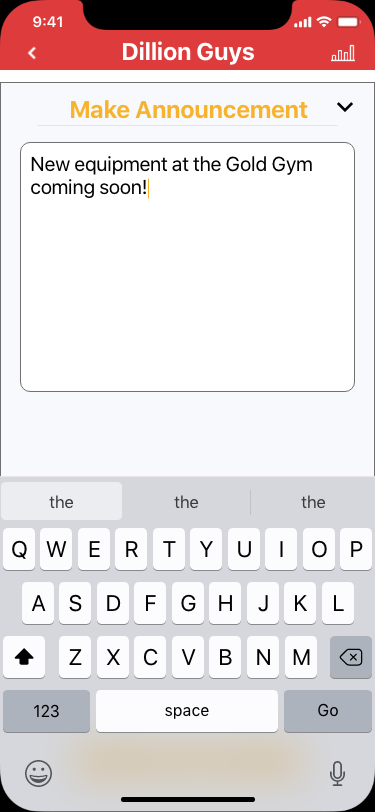 9:41
Dillion Guys
Make Announcement
New equipment at the Gold Gym
coming soon!
the the the
Q W E R T Y U I O P
A S D F G H J K L
Z X C V B N M
123 space Go